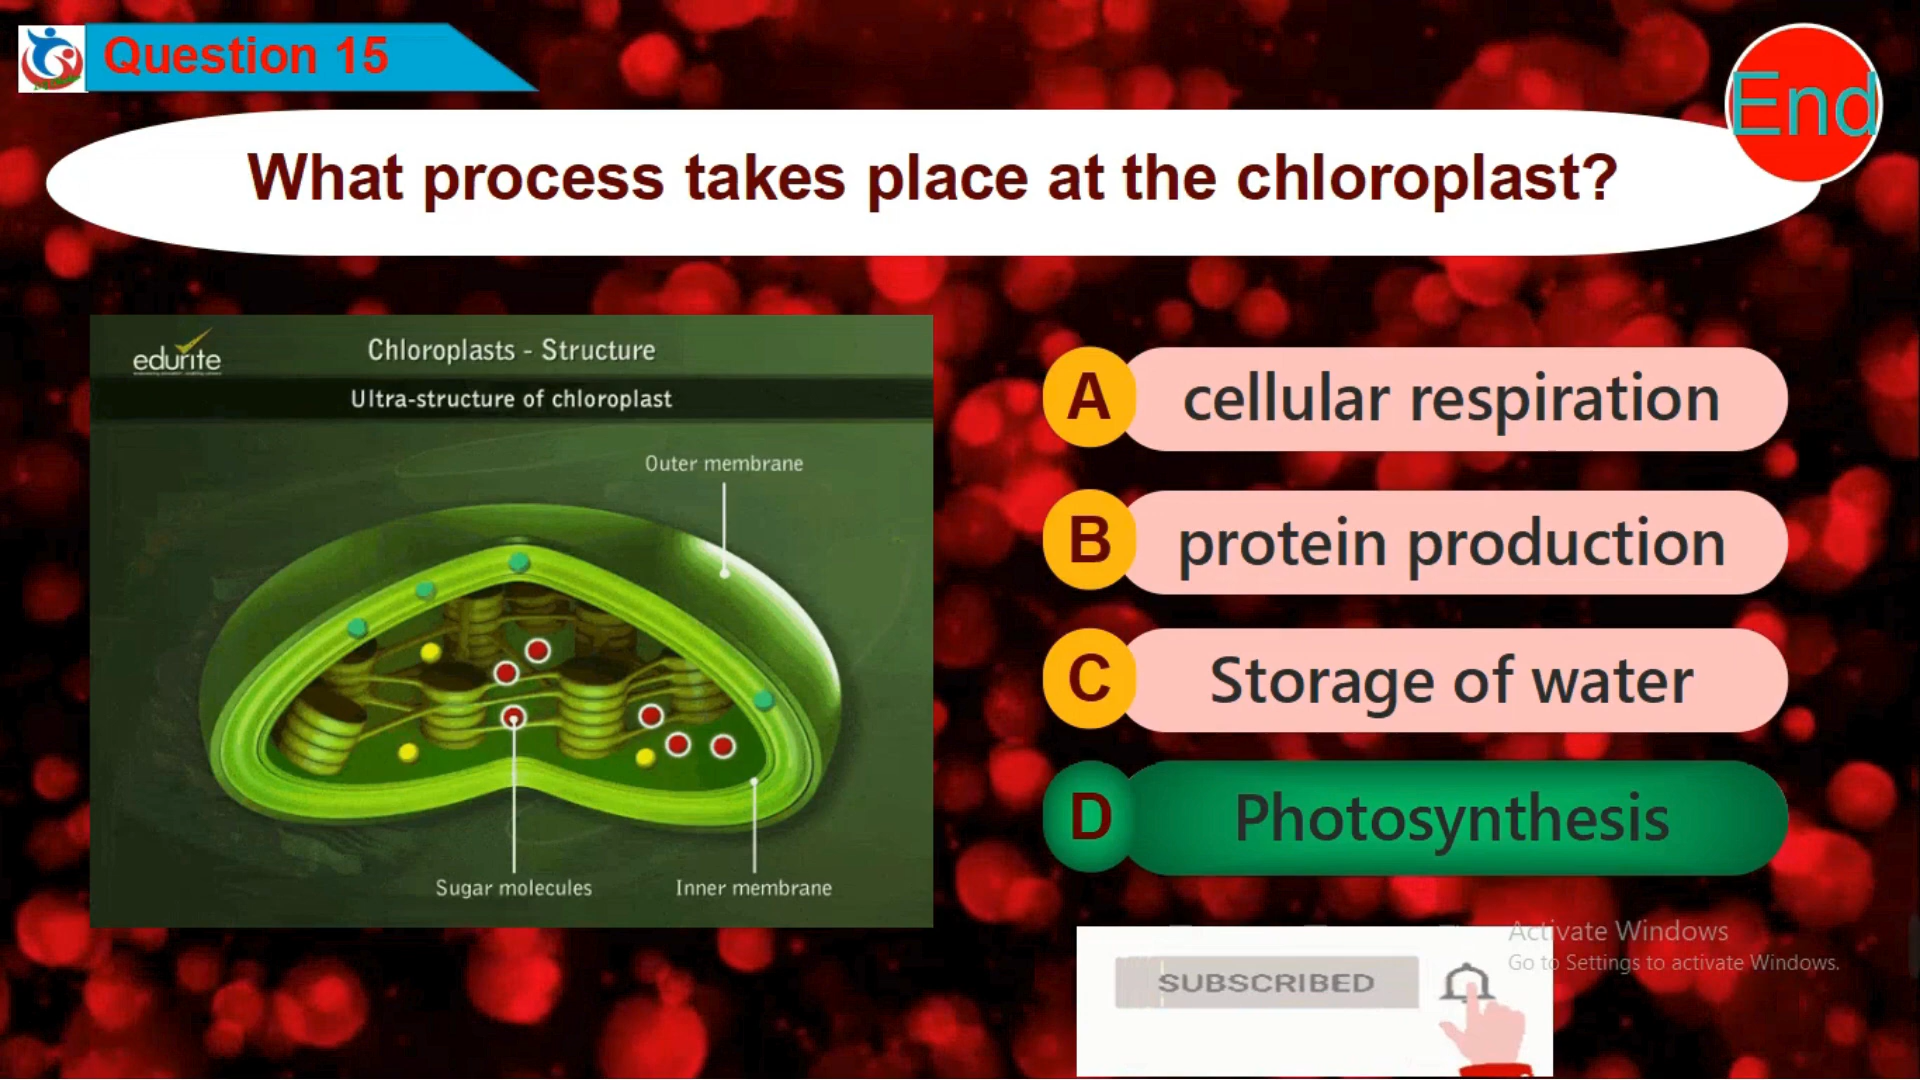 Question 15
End
What process takes place at the chloroplast?
edurite
Chloroplasts - Structure
Ultra-structure of chloroplast
Outer membrane
Sugar molecules
Inner membrane
A cellular respiration
B protein production
C Storage of water
D Photosynthesis
SUBSCRIBED
Activate Windows
Go to Settings to activate Windows.